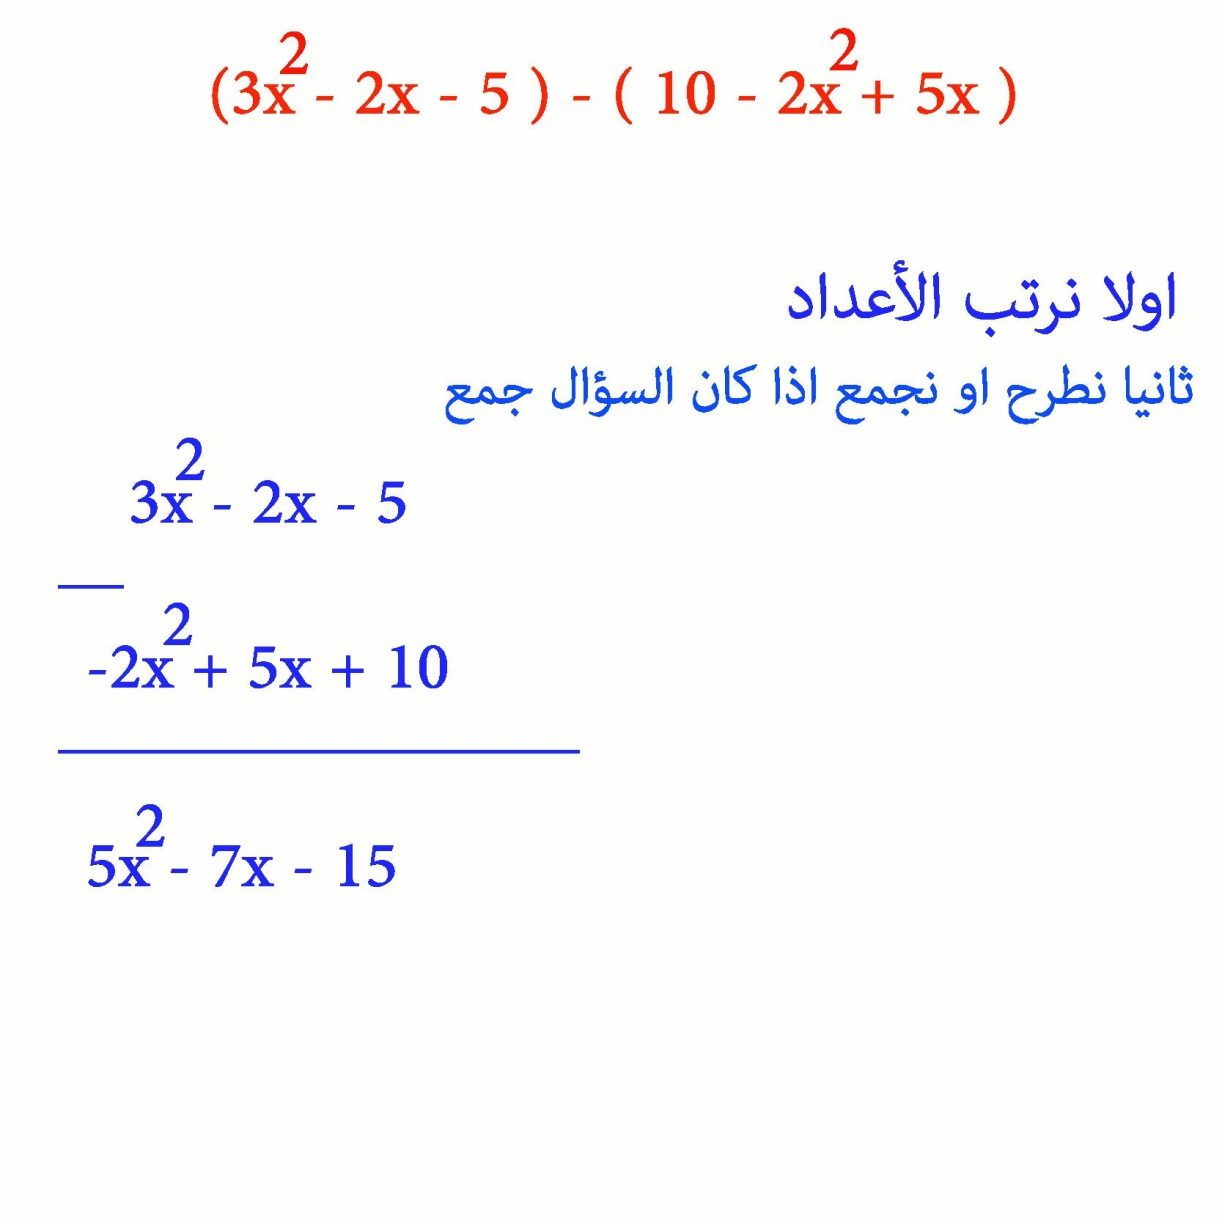 (3x² - 2x - 5 ) - ( 10 - 2x² + 5x )
اولا نرتب الأعداد
ثانيا نطرح او نجمع اذا كان السؤال جمع
3x² - 2x - 5
—
-2x² + 5x + 10
5x² - 7x - 15